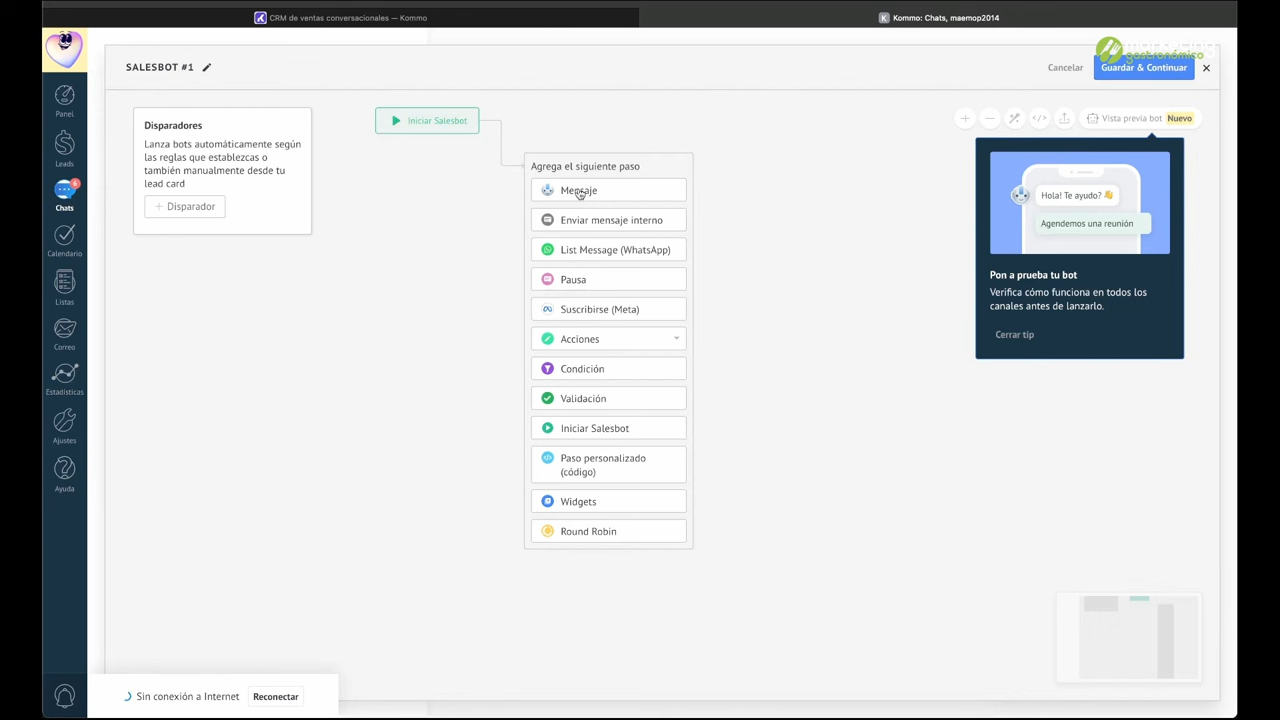 CRM de ventas conversacionales — Kommo
Kommo: Chats, maemop2014
gastronómico
SALESBOT #1
Cancelar
Guardar & Continuar
Panel
Leads
6
Chats
Calendario
Listas
Correo
Estadísticas
Ajustes
Ayuda
Disparadores
Lanza bots automáticamente según
las reglas que establezcas o
también manualmente desde tu
lead card
+ Disparador
Iniciar Salesbot
Agrega el siguiente paso
Mensaje
Enviar mensaje interno
List Message (WhatsApp)
Pausa
Suscribirse (Meta)
Acciones
Condición
Validación
Iniciar Salesbot
Paso personalizado
(código)
Widgets
Round Robin
Vista previa bot Nuevo
Hola! Te ayudo? 👋
Agendemos una reunión
Pon a prueba tu bot
Verifica cómo funciona en todos los
canales antes de lanzarlo.
Cerrar tip
Sin conexión a Internet
Reconectar